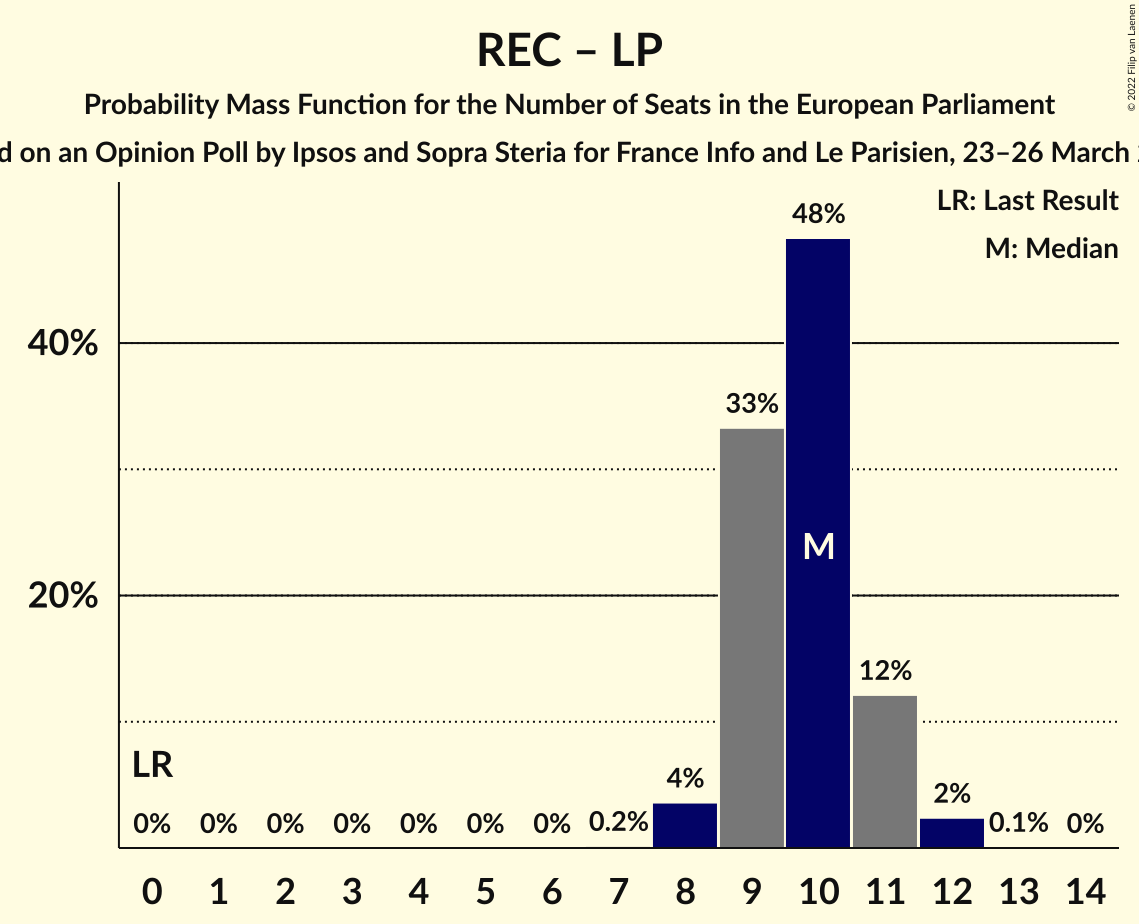 REC – LP
Probability Mass Function for the Number of Seats in the European Parliament
on an Opinion Poll by Ipsos and Sopra Steria for France Info and Le Parisien, 23–26 March
© 2022 Filip van Laenen
LR: Last Result
M: Median
48%
40%
33%
M
20%
12%
LR
4%
2%
0% 0% 0% 0% 0% 0% 0% 0.2% 0.1% 0%
0 1 2 3 4 5 6 7 8 9 10 11 12 13 14